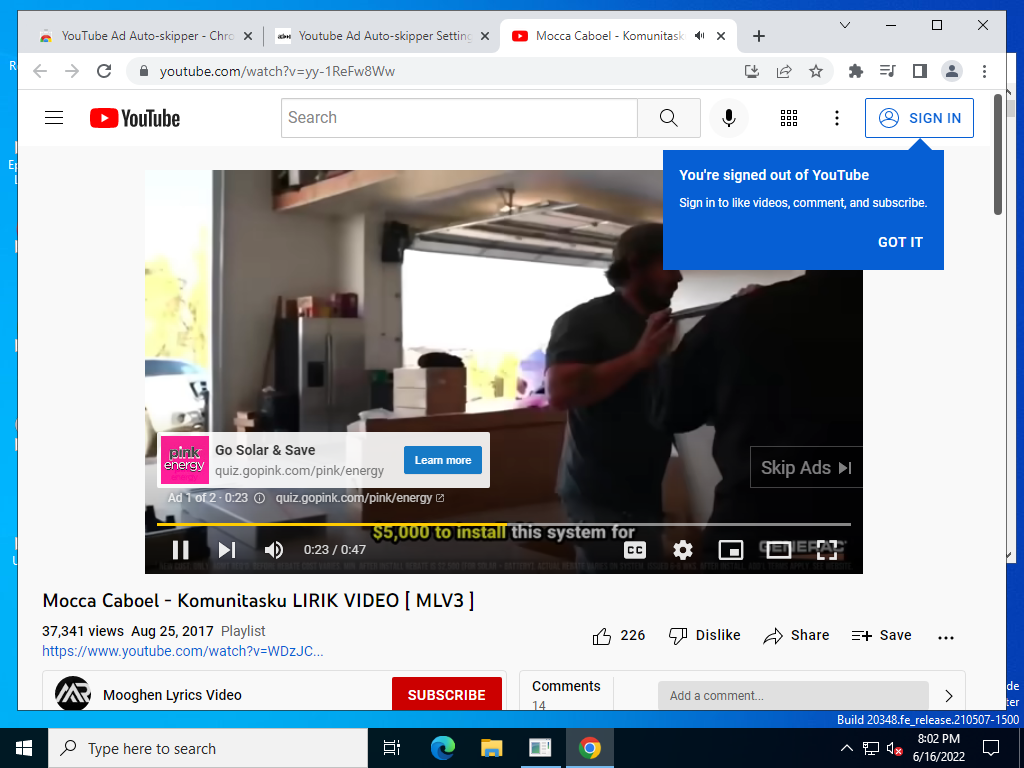 YouTube Ad Auto-skipper - Chro
Youtube Ad Auto-skipper Setting
Mocca Caboel - Komunitask
youtube.com/watch?v=yy-1ReFw8Ww
YouTube
Search
SIGN IN
You're signed out of YouTube
Sign in to like videos, comment, and subscribe.
GOT IT
pink energy
Go Solar & Save
quiz.gopink.com/pink/energy
Learn more
Skip Ads
Ad 1 of 2 · 0:23
quiz.gopink.com/pink/energy
$5,000 to install this system for
0:23 / 0:47
CC
GENERAC
Mocca Caboel - Komunitasku LIRIK VIDEO [ MLV3 ]
37,341 views Aug 25, 2017 Playlist
https://www.youtube.com/watch?v=WDzJC...
226
Dislike
Share
Save
MR
Mooghen Lyrics Video
SUBSCRIBE
Comments
14
Add a comment...
Build 20348.fe_release.210507-1500
Type here to search
8:02 PM
6/16/2022